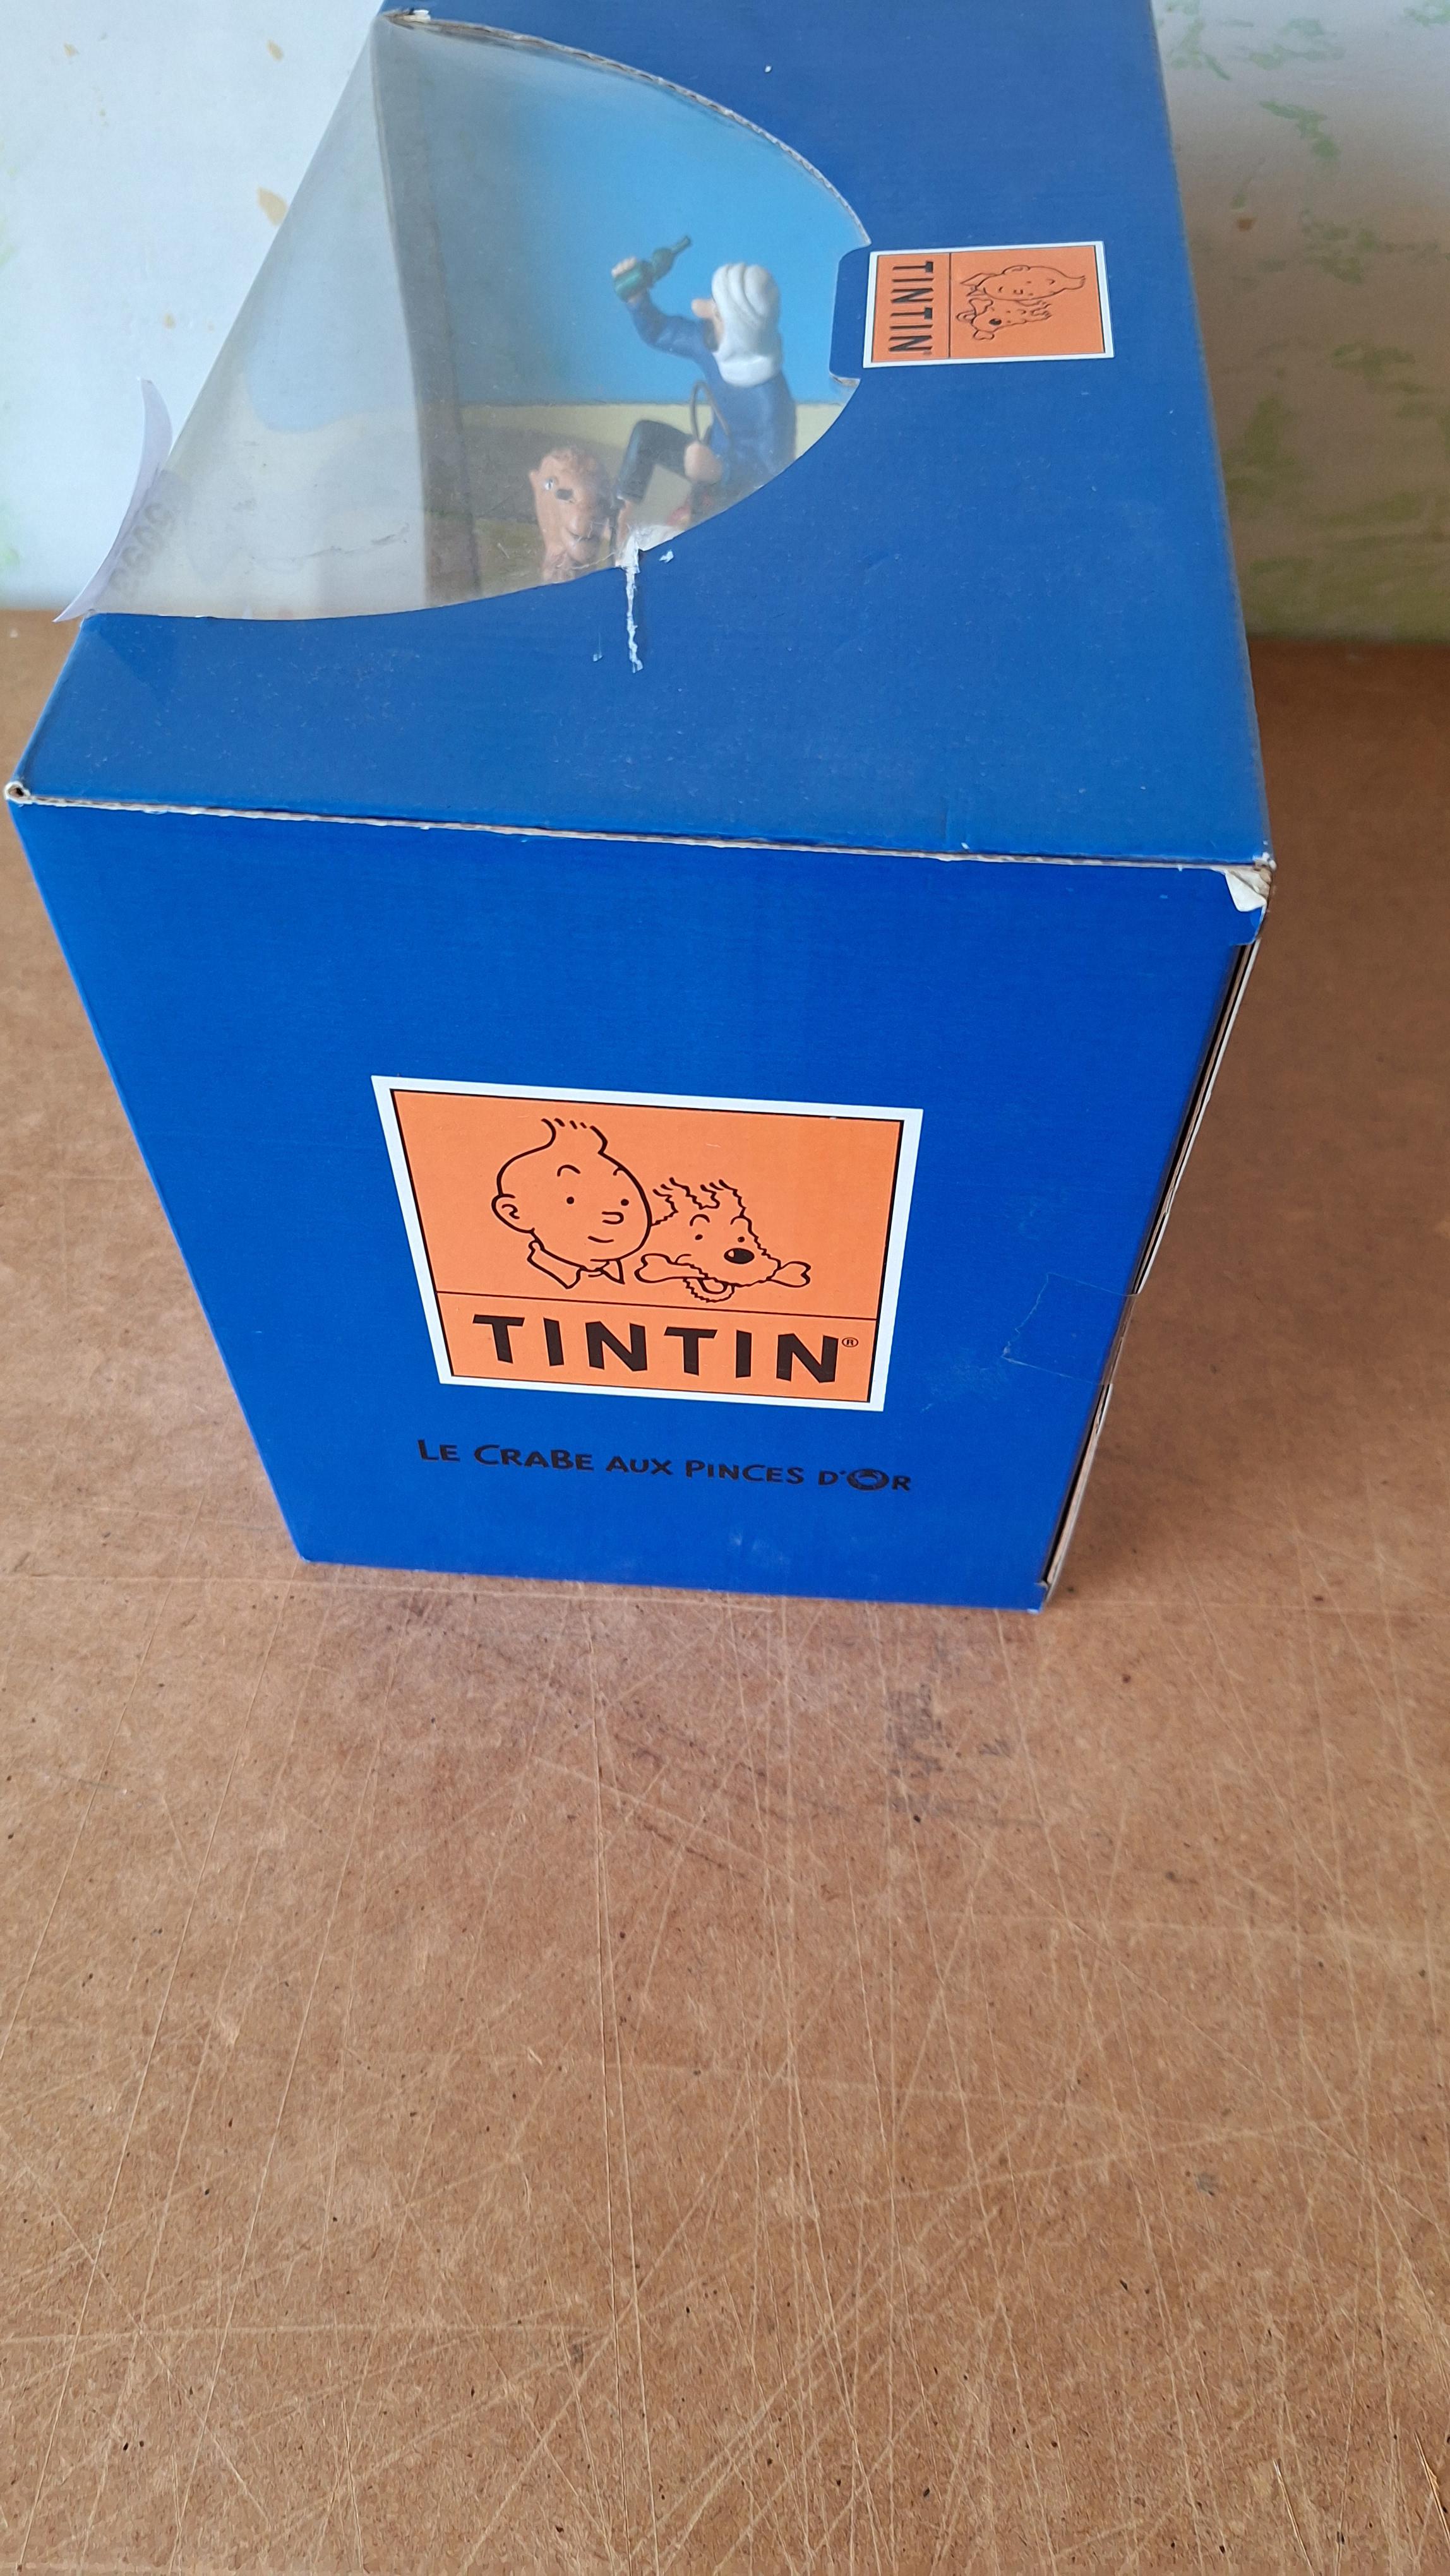 TINTIN
TINTIN®
LE CRABE AUX PINCES D'OR